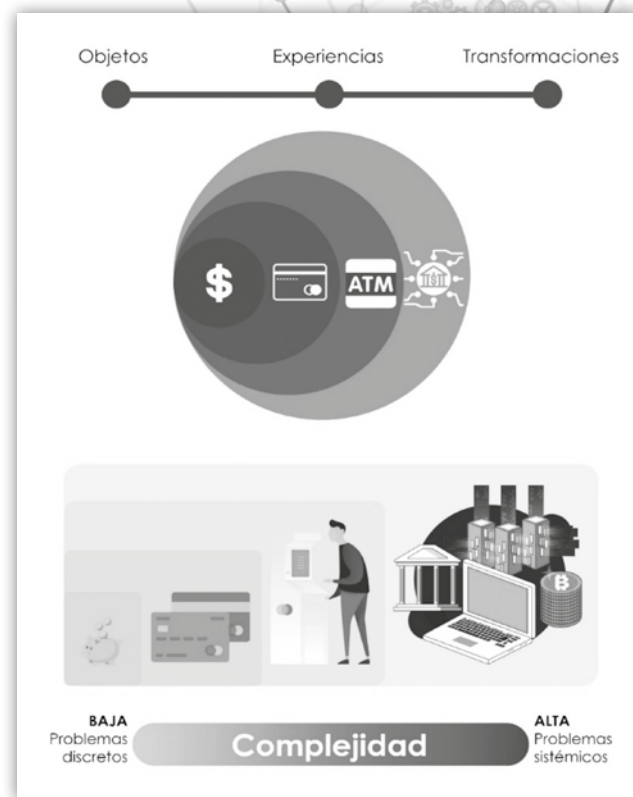 Objetos Experiencias Transformaciones
$ ATM
BAJA
Problemas
discretos
Complejidad
ALTA
Problemas
sistémicos